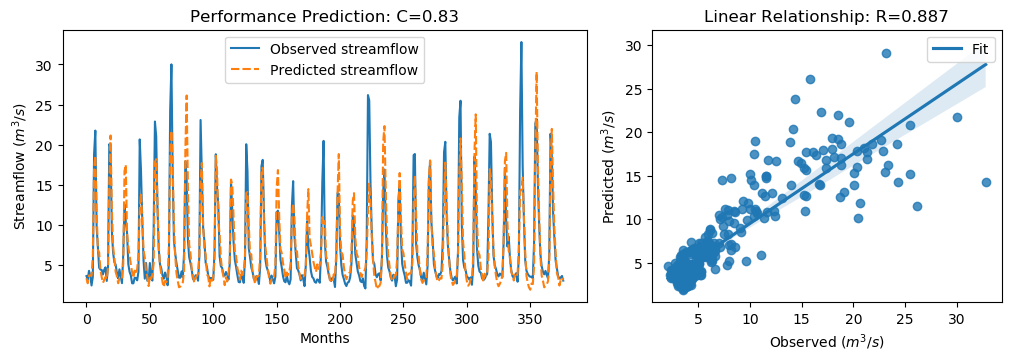 Performance Prediction: C=0.83
Observed streamflow
Predicted streamflow
Streamflow (m³/s)
30
25
20
15
10
5
0
50
100
150
200
250
300
350
Months
Linear Relationship: R=0.887
Fit
Predicted (m³/s)
30
25
20
15
10
5
5
10
15
20
25
30
Observed (m³/s)